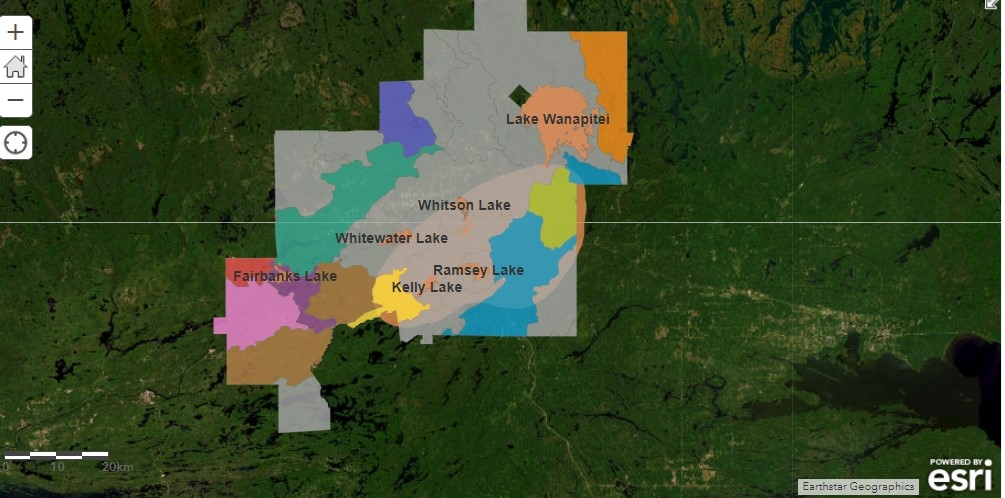 +
−
Lake Wanapitei
Whitson Lake
Whitewater Lake
Ramsey Lake
Fairbanks Lake
Kelly Lake
0 10 20km
Earthstar Geographics
POWERED BY
esri